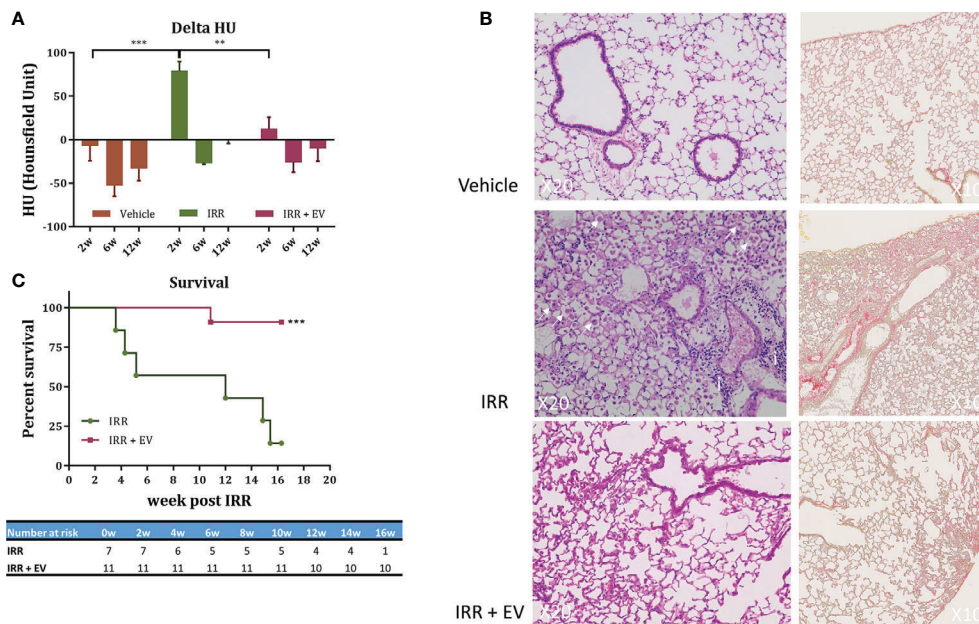 A
Delta HU
***
**
HU (Hounsfield Unit)
100
50
0
-50
-100
Vehicle
IRR
IRR + EV
2w
6w
12w
2w
6w
12w
2w
6w
12w
C
Survival
Percent survival
100
75
50
25
0
***
IRR
IRR + EV
0 2 4 6 8 10 12 14 16 18 20
week post IRR
Number at risk 0w 2w 4w 6w 8w 10w 12w 14w 16w
IRR 7 7 6 5 5 5 4 4 1
IRR + EV 11 11 11 11 11 11 10 10 10
B
Vehicle
X20
X10
IRR
X20
X10
IRR + EV
X20
X10